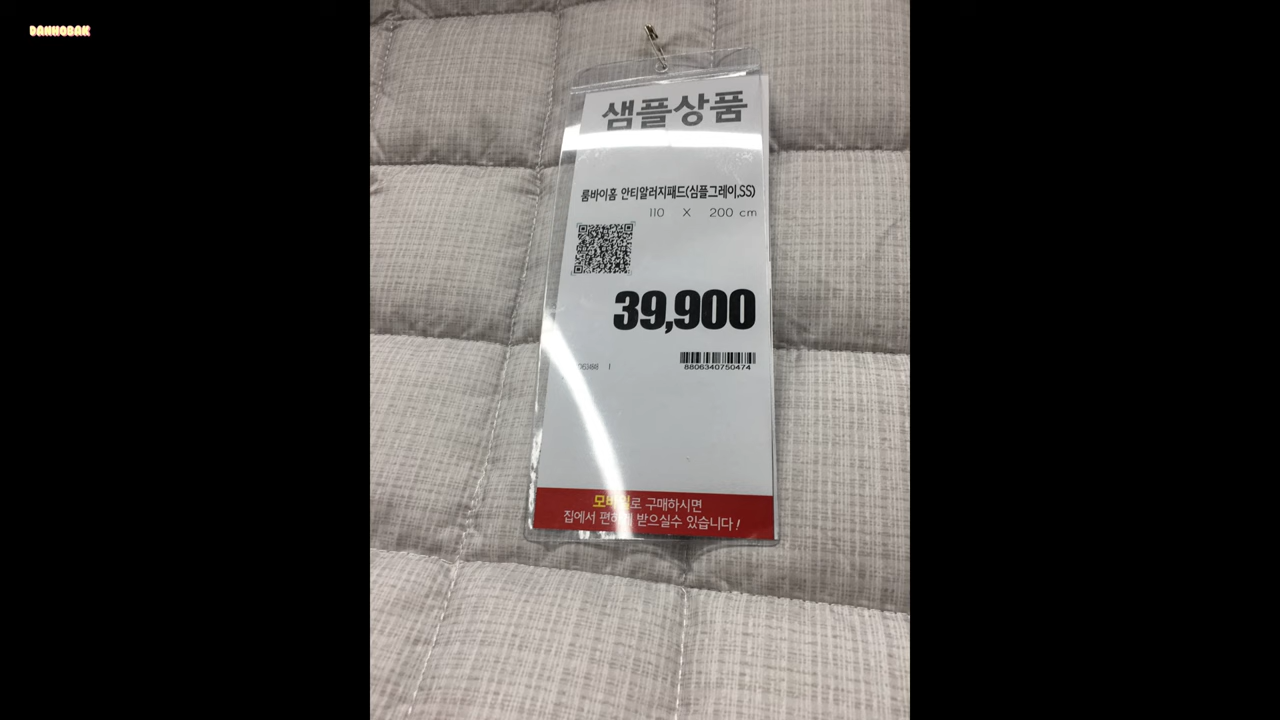 DANHOBAK
샘플상품
룸바이홈 안티알러지패드(심플그레이,SS)
110 X 200 cm
39,900
8806340750474
모바일로 구매하시면
집에서 편하게 받으실수 있습니다!